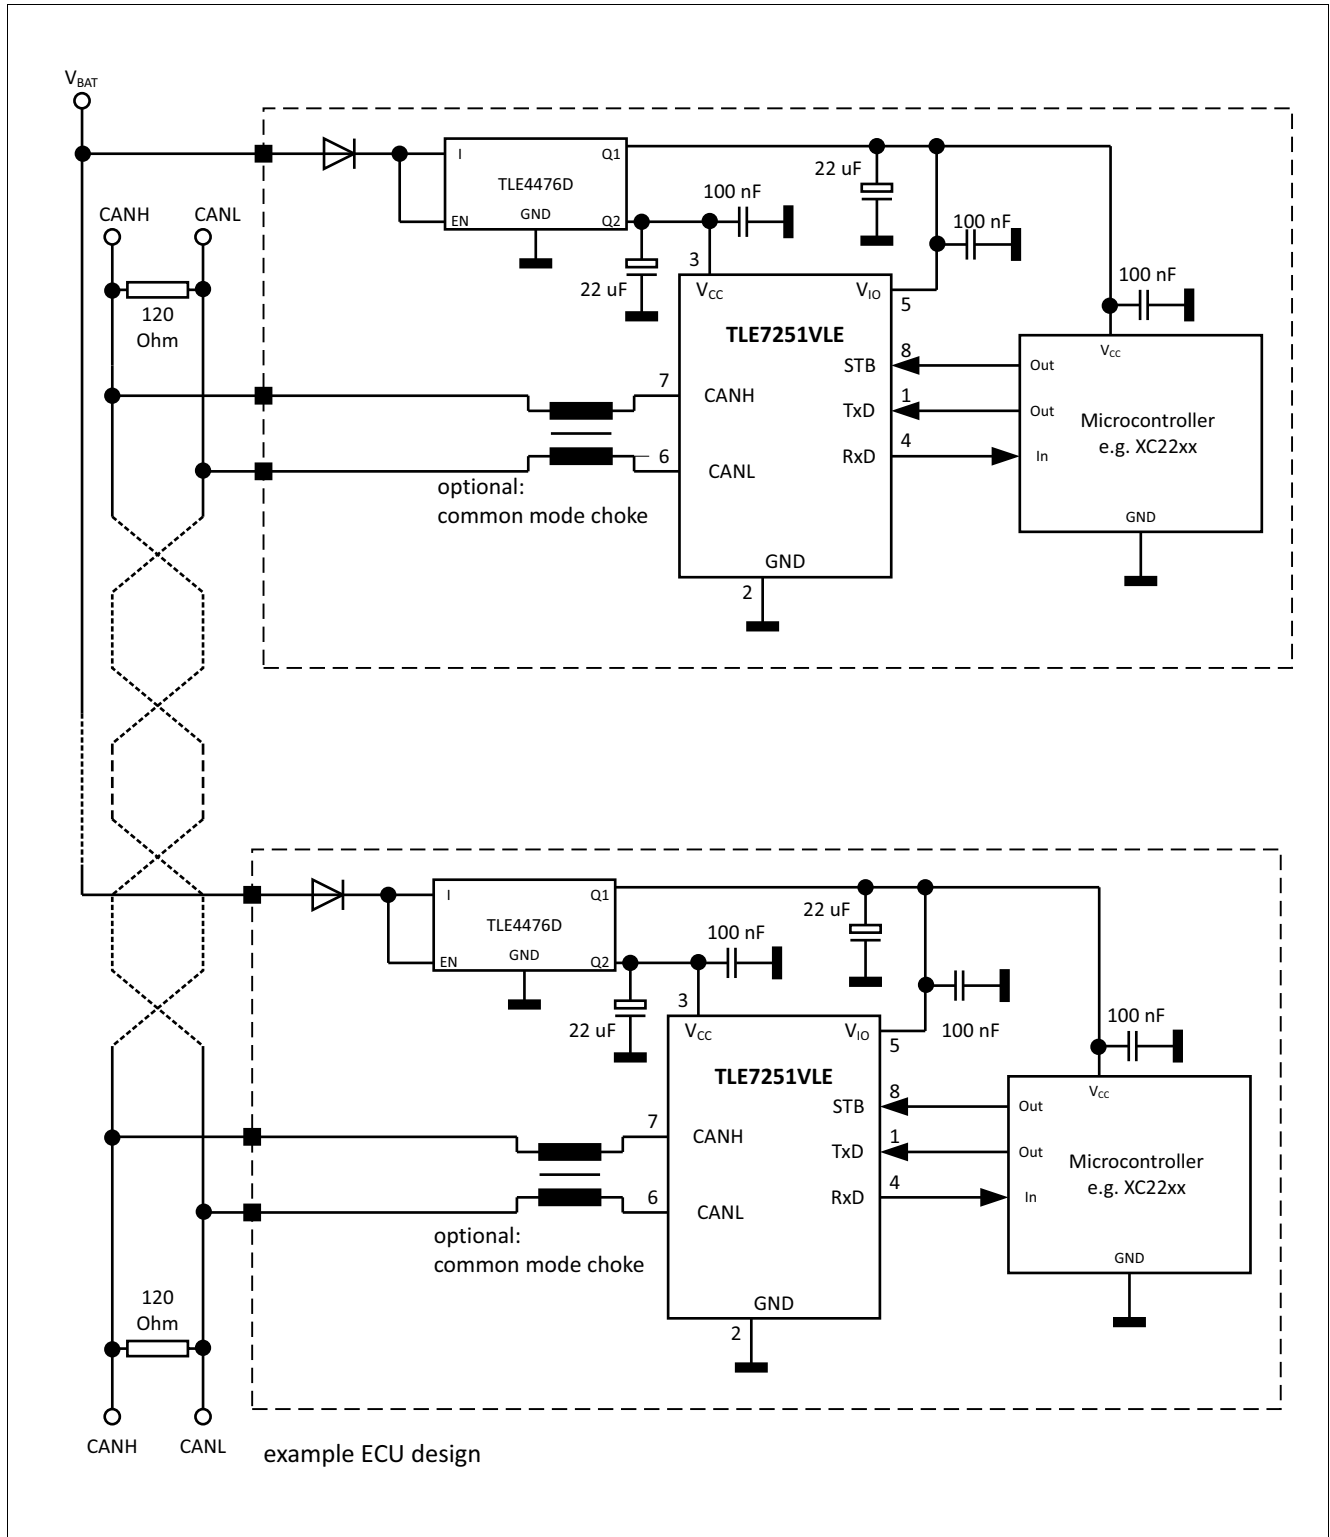 VBAT
I
Q1
TLE4476D
GND
EN
Q2
22 uF
100 nF
100 nF
CANH
CANL
22 uF
3
VCC
VIO
5
100 nF
120
Ohm
TLE7251VLE
VCC
STB
8
Out
7
CANH
TxD
1
Out
Microcontroller
e.g. XC22xx
6
CANL
RxD
4
In
optional:
common mode choke
GND
GND
2
I
Q1
TLE4476D
GND
EN
Q2
22 uF
100 nF
100 nF
22 uF
3
VCC
VIO
5
100 nF
TLE7251VLE
VCC
STB
8
Out
7
CANH
TxD
1
Out
Microcontroller
e.g. XC22xx
6
CANL
RxD
4
In
optional:
common mode choke
GND
GND
2
120
Ohm
CANH
CANL
example ECU design